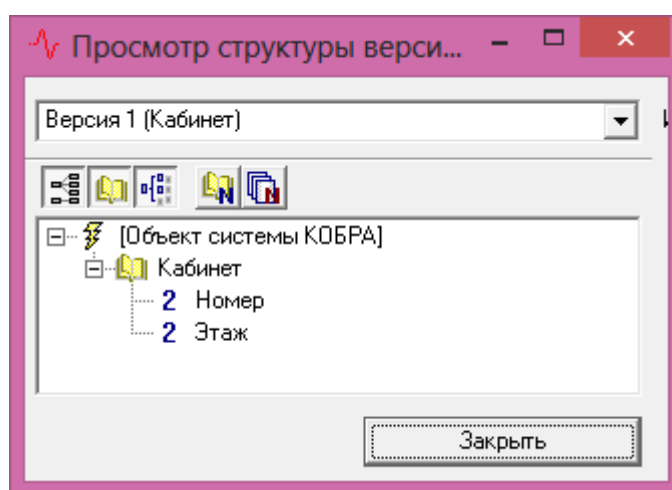 Просмотр структуры верси...
Версия 1 (Кабинет)
[Объект системы КОБРА]
Кабинет
2 Номер
2 Этаж
Закрыть